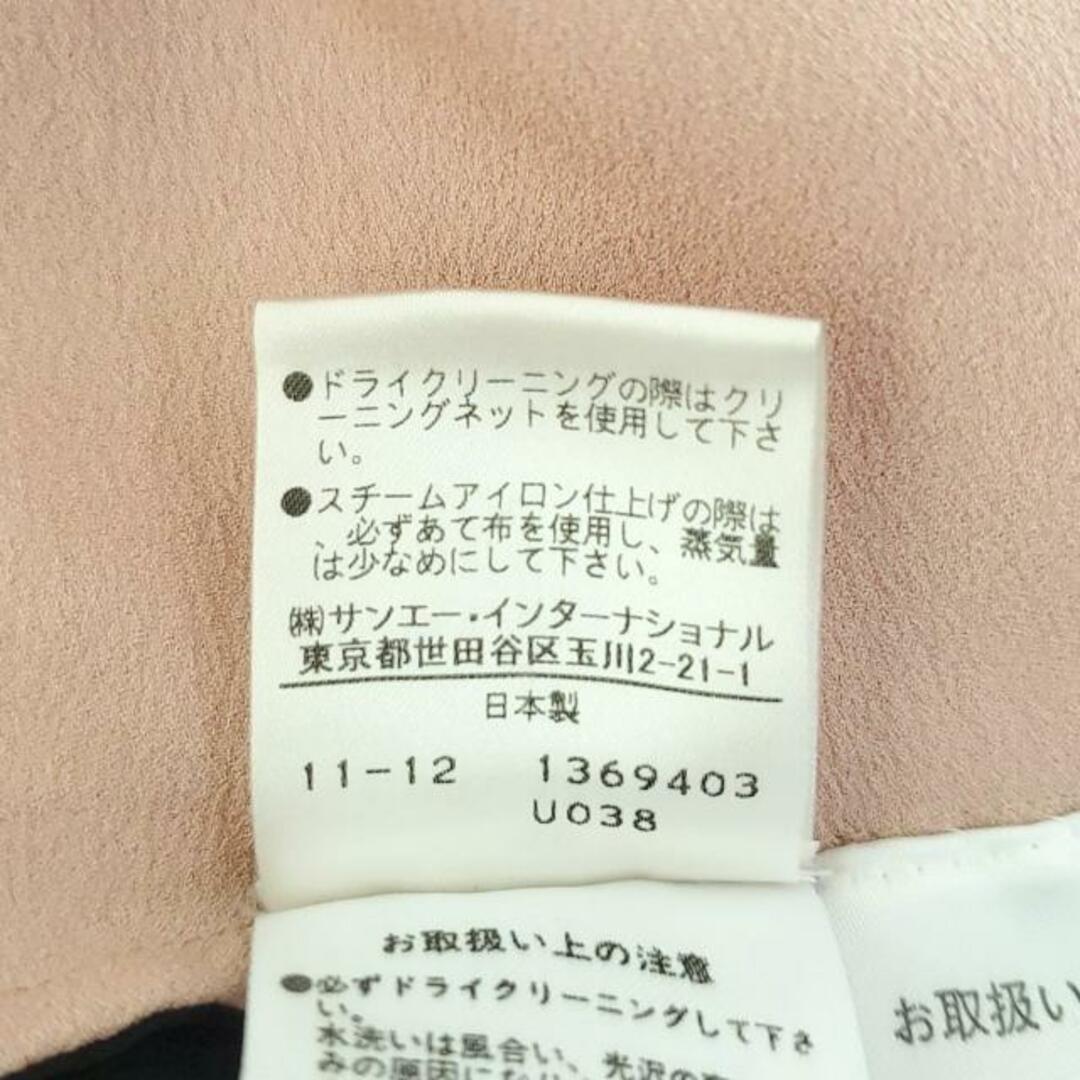 ●ドライクリーニングの際はクリ
ーニングネットを使用して下さ
い。
●スチームアイロン仕上げの際は
、必ずあて布を使用し、蒸気量
は少なめにして下さい。
㈱サンエー・インターナショナル
東京都世田谷区玉川2-21-1
日本製
11-12 1369403
U038
お取扱い上の注意
●必ずドライクリーニングして下さ
い。
水洗いは風合い、光沢の
みの原因になり
お取扱い